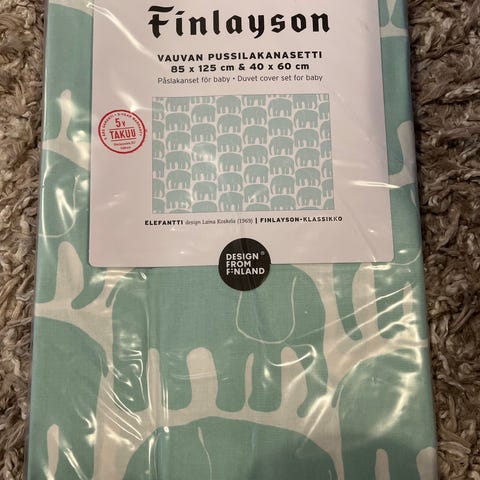 Finlayson
VAUVAN PUSSILAKANASETTI
85 x 125 cm & 40 x 60 cm
Påslakanset för baby • Duvet cover set for baby
5 v
TAKUU
ELEFANTTI design Laina Koskela (1969) | FINLAYSON-KLASSIKKO
DESIGN
FROM
FINLAND